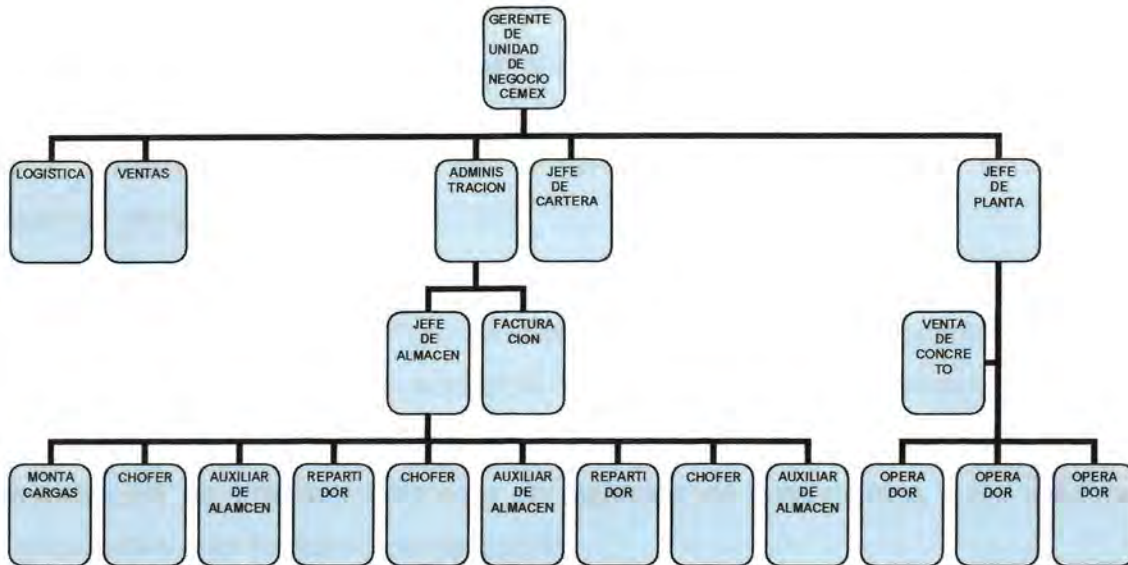 GERENTE
DE
UNIDAD
DE
NEGOCIO
CEMEX
LOGISTICA
VENTAS
ADMINIS
TRACION
JEFE
DE
CARTERA
JEFE
DE
PLANTA
JEFE
DE
ALMACEN
FACTURA
CION
VENTA
DE
CONCRE
TO
MONTA
CARGAS
CHOFER
AUXILIAR
DE
ALAMCEN
REPARTI
DOR
CHOFER
AUXILIAR
DE
ALMACEN
REPARTI
DOR
CHOFER
AUXILIAR
DE
ALMACEN
OPERA
DOR
OPERA
DOR
OPERA
DOR